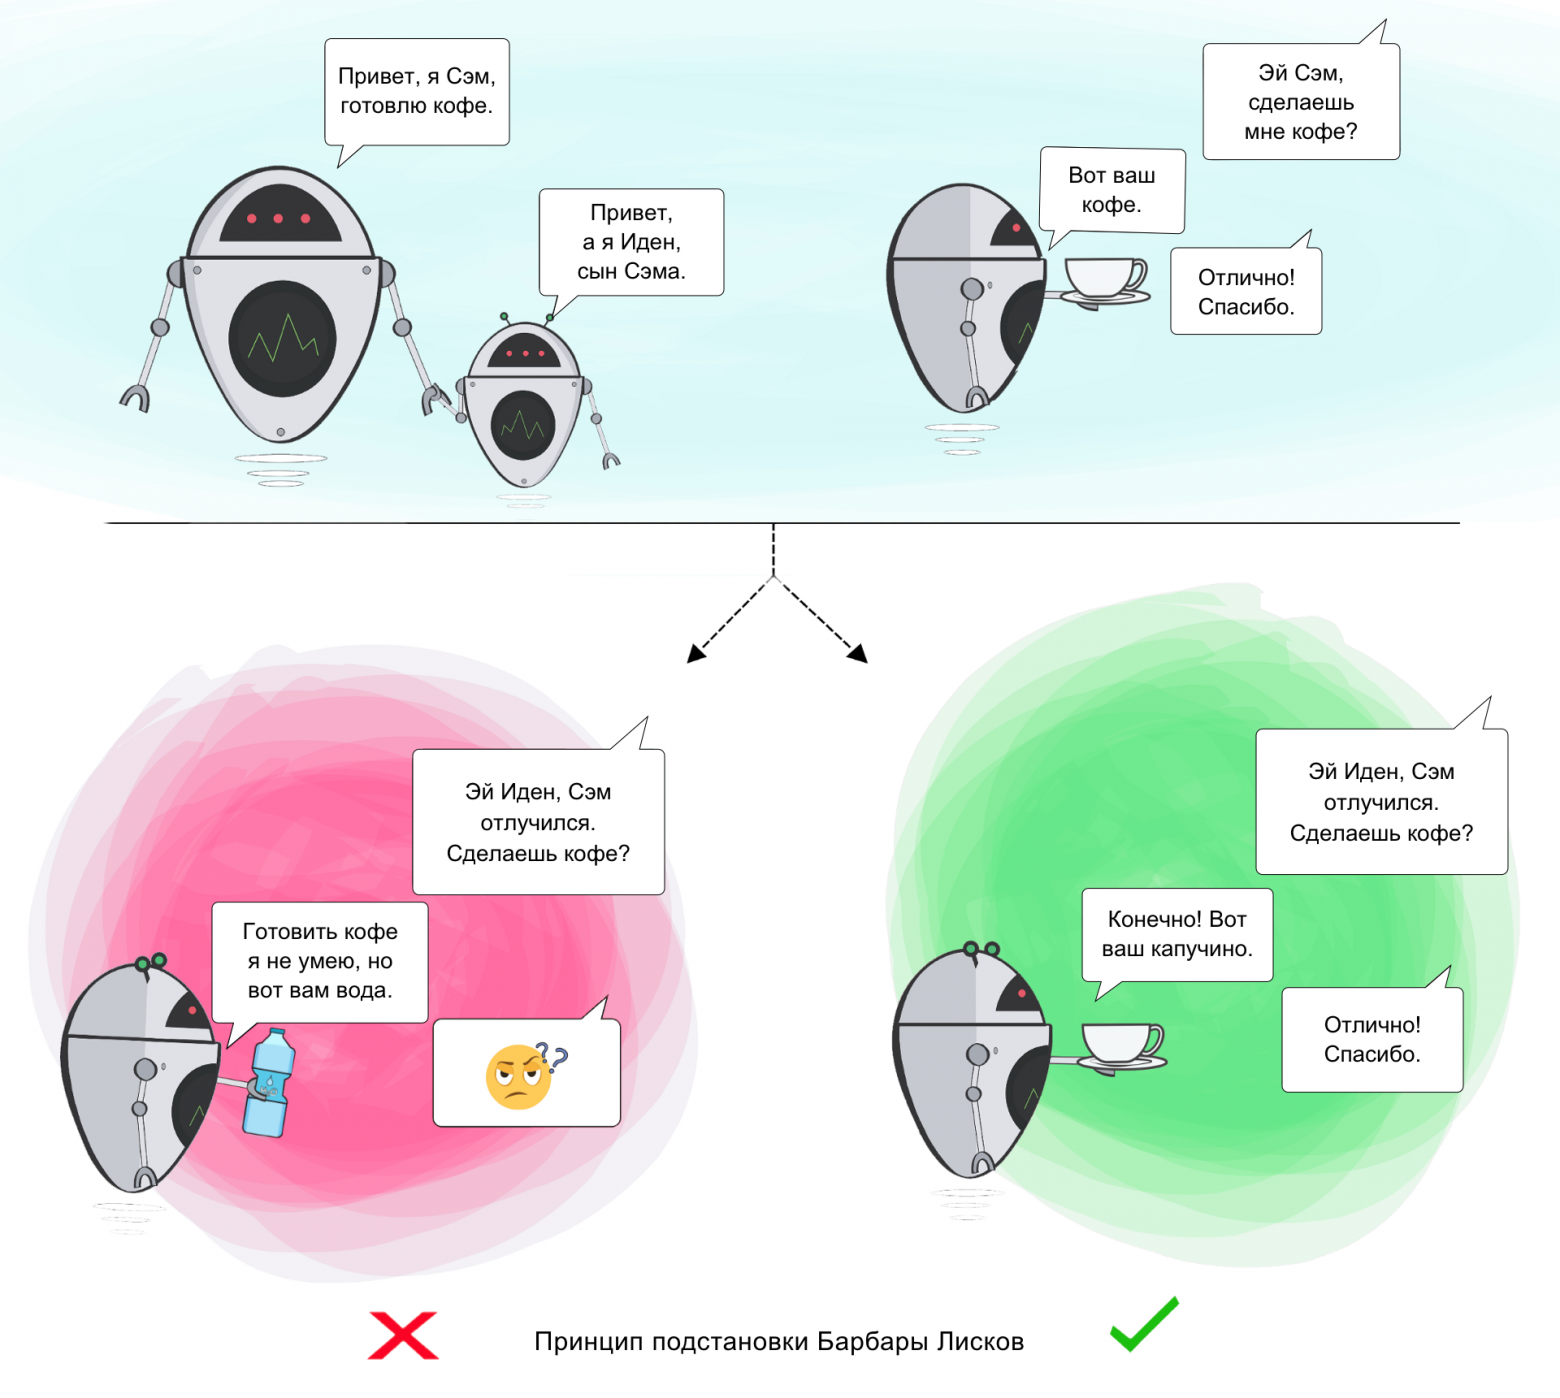 Привет, я Сэм,
готовлю кофе.
Привет,
а я Иден,
сын Сэма.
Эй Сэм,
сделаешь
мне кофе?
Вот ваш
кофе.
Отлично!
Спасибо.
Эй Иден, Сэм
отлучился.
Сделаешь кофе?
Готовить кофе
я не умею, но
вот вам вода.
??
Эй Иден, Сэм
отлучился.
Сделаешь кофе?
Конечно! Вот
ваш капучино.
Отлично!
Спасибо.
Принцип подстановки Барбары Лисков